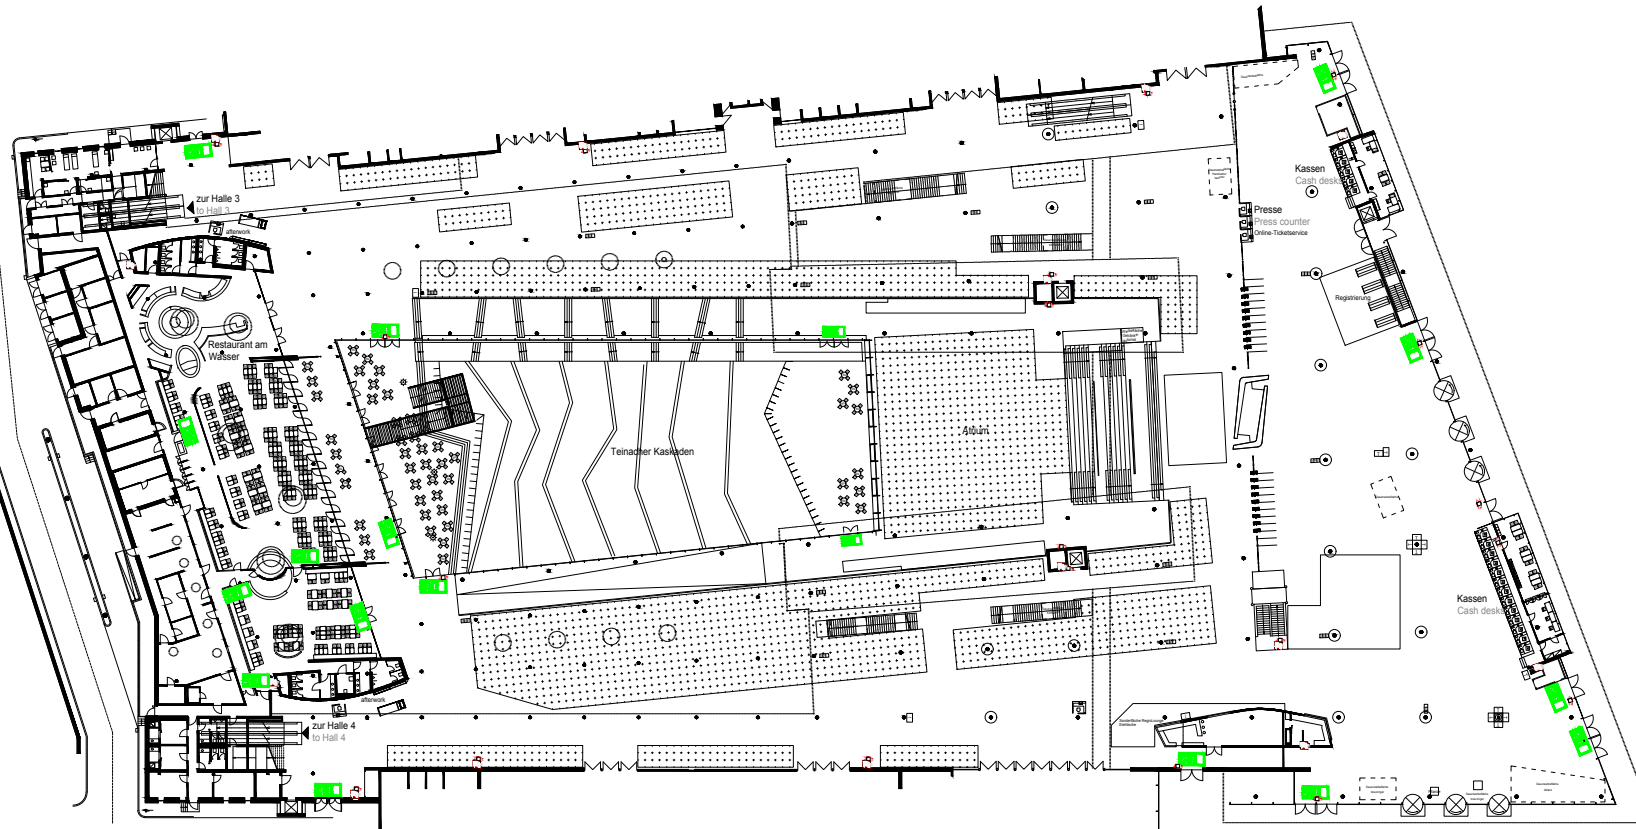 zur Halle 3
to Hall 3
afterwork
Restaurant am
Wasser
Teinacher Kaskaden
Atrium
Kassen
Cash desks
Presse
Press counter
Online-Ticketservice
Registrierung
Kassen
Cash desks
afterwork
zur Halle 4
to Hall 4